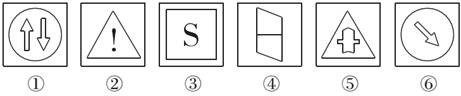 ! S
① ② ③ ④ ⑤ ⑥